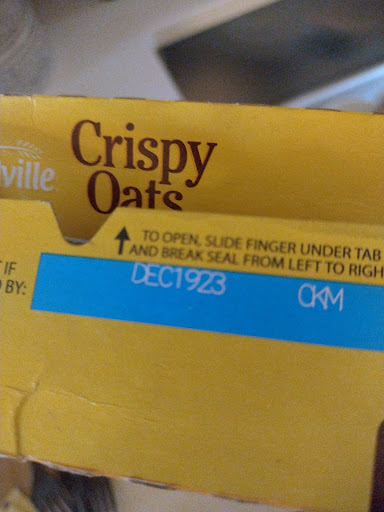 Crispy
ville
Oats
TO OPEN, SLIDE FINGER UNDER TAB
AND BREAK SEAL FROM LEFT TO RIGH
IF
BY:
DEC1923 CKM